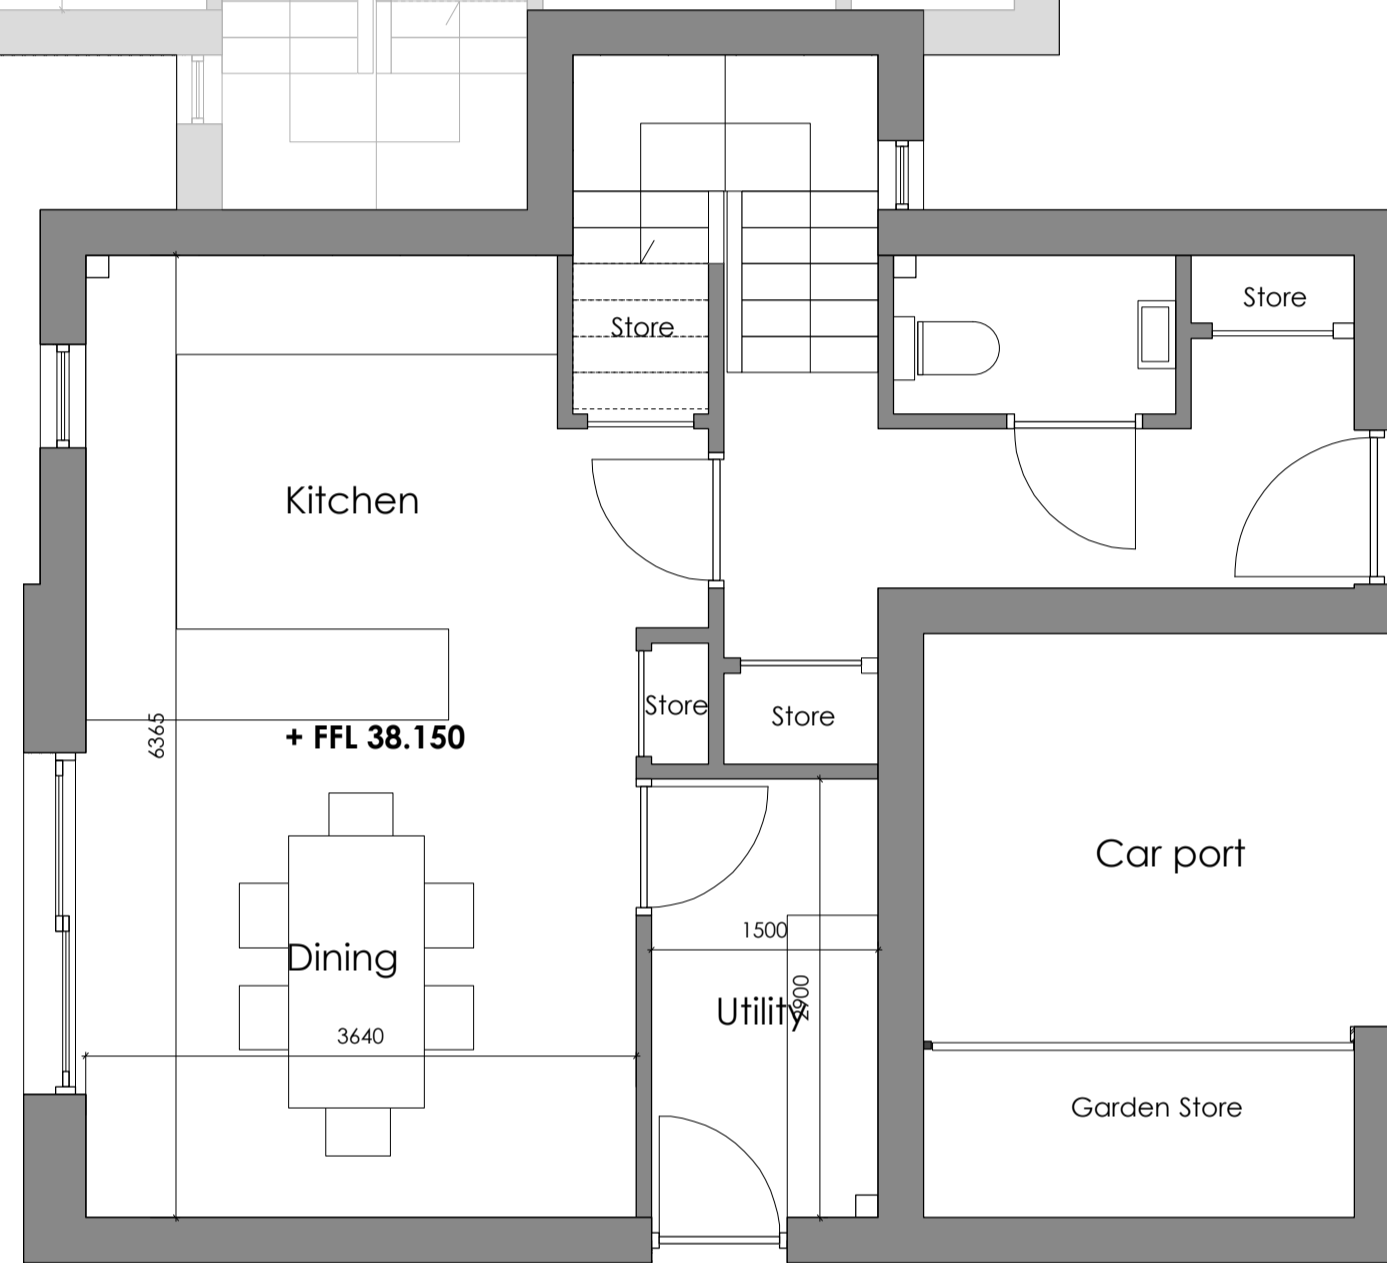 Store
Store
Kitchen
Store
Store
6365
+ FFL 38.150
Car port
1500
Dining
Utility
2900
3640
Garden Store